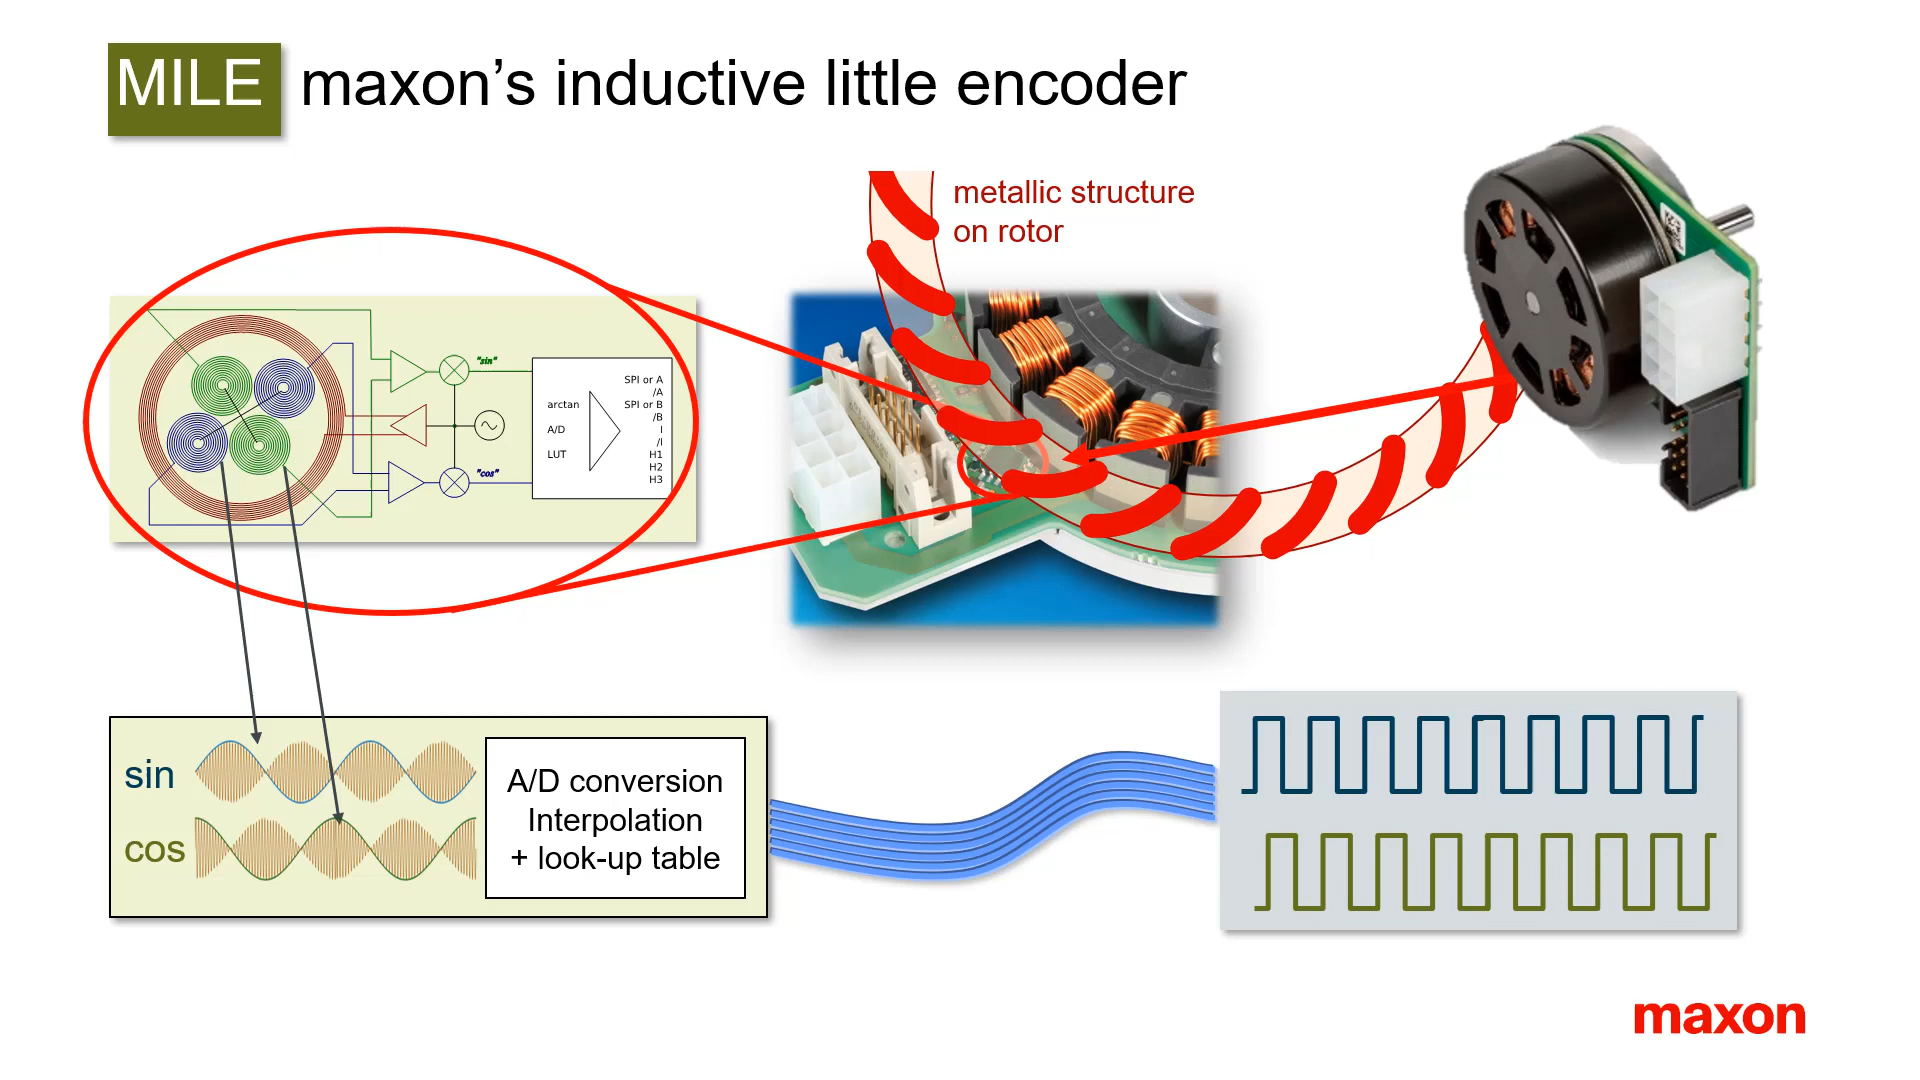 MILE maxon’s inductive little encoder
metallic structure
on rotor
"sin"
"cos"
arctan
A/D
LUT
SPI or A
/A
SPI or B
/B
I
/I
H1
H2
H3
sin
cos
A/D conversion
Interpolation
+ look-up table
maxon